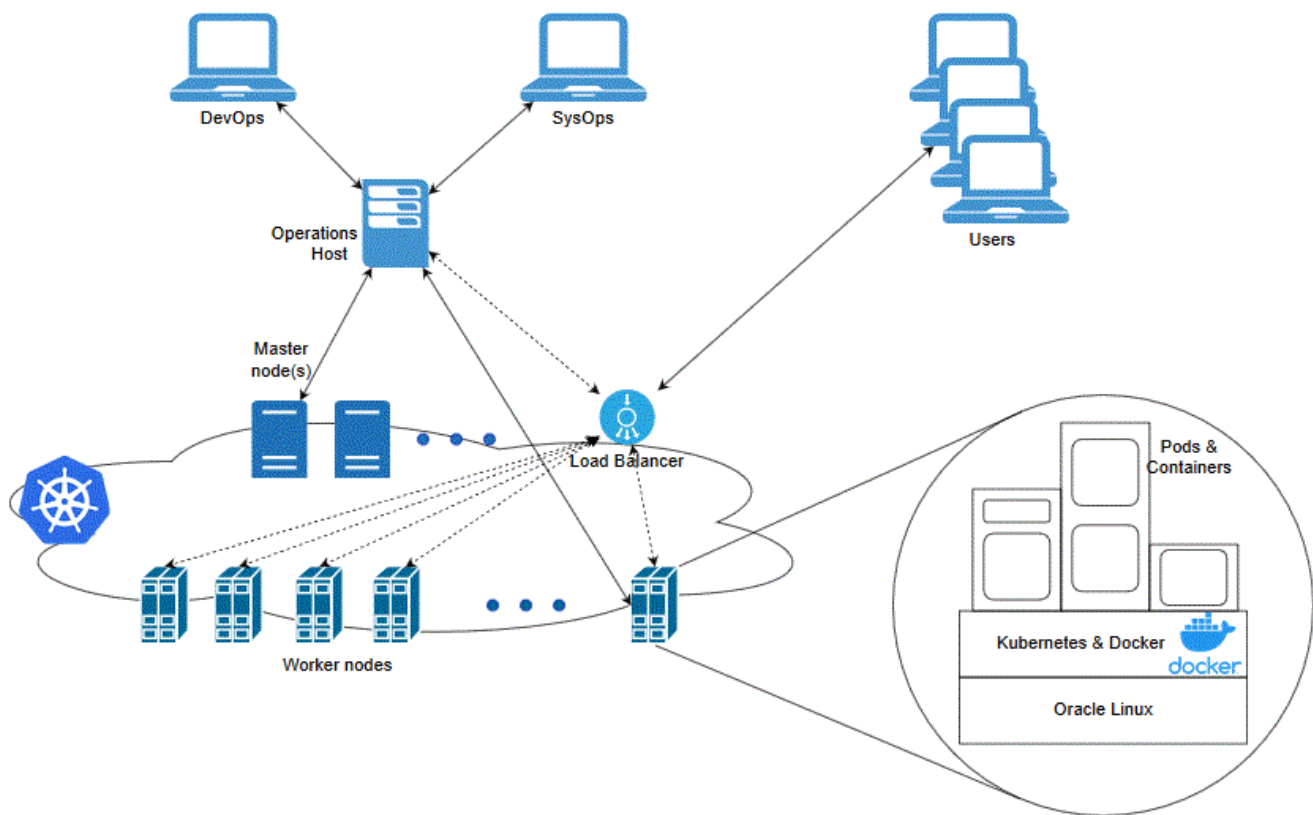 DevOps
SysOps
Operations
Host
Users
Master
node(s)
Load Balancer
Pods &
Containers
Kubernetes & Docker
docker
Oracle Linux
Worker nodes